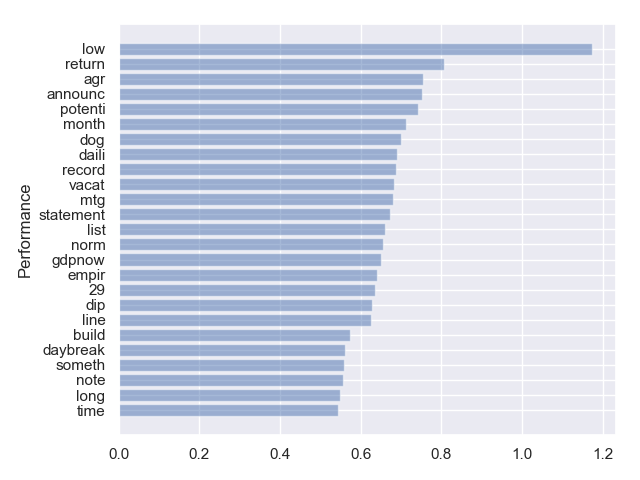 low
return
agr
announc
potenti
month
dog
daili
record
vacat
mtg
statement
list
norm
gdpnow
empir
29
dip
line
build
daybreak
someth
note
long
time
Performance
0.0 0.2 0.4 0.6 0.8 1.0 1.2